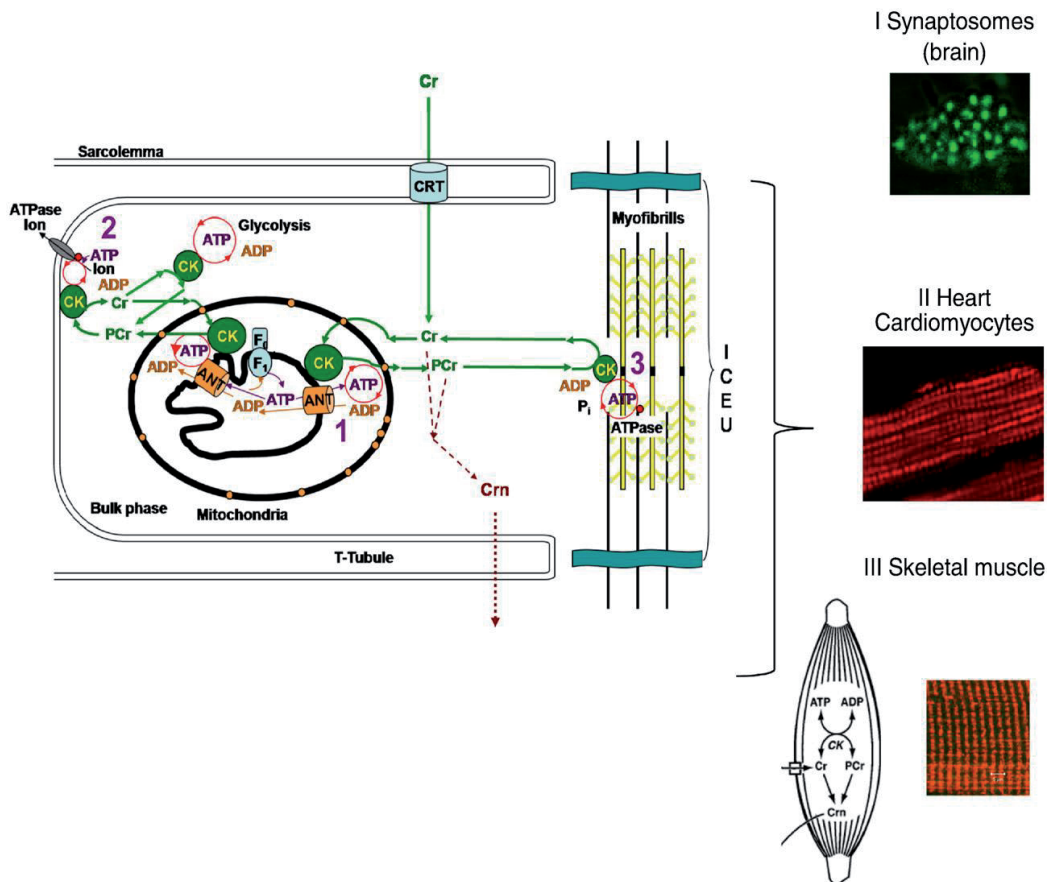 I Synaptosomes
(brain)
Cr
Sarcolemma
CRT
ATPase
Ion
2
ATP
Ion
ADP
Glycolysis
ATP
ADP
CK
CK
Cr
PCr
Myofibrills
II Heart
Cardiomyocytes
CK
F₀
F₁
ATP
ADP
ANT
ATP
ADP
ANT
CK
ATP
ADP
1
Cr
PCr
CK
3
ADP
ATP
Pi
ATPase
I
C
E
U
Crn
Bulk phase
Mitochondria
T-Tubule
III Skeletal muscle
ATP ADP
CK
Cr PCr
Crn